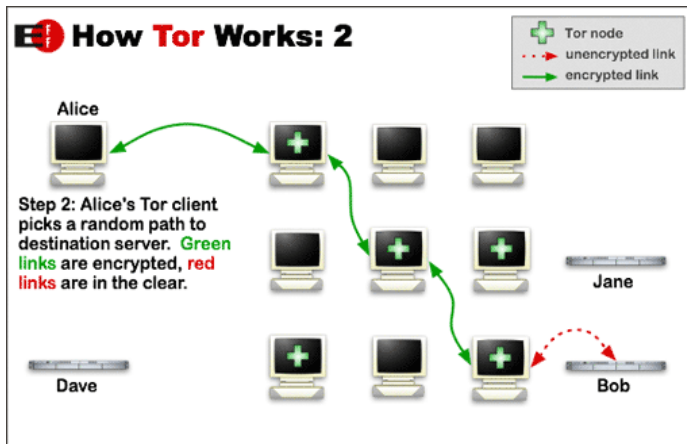 EFF How Tor Works: 2
Tor node
unencrypted link
encrypted link
Alice
Step 2: Alice's Tor client
picks a random path to
destination server. Green
links are encrypted, red
links are in the clear.
Jane
Dave
Bob